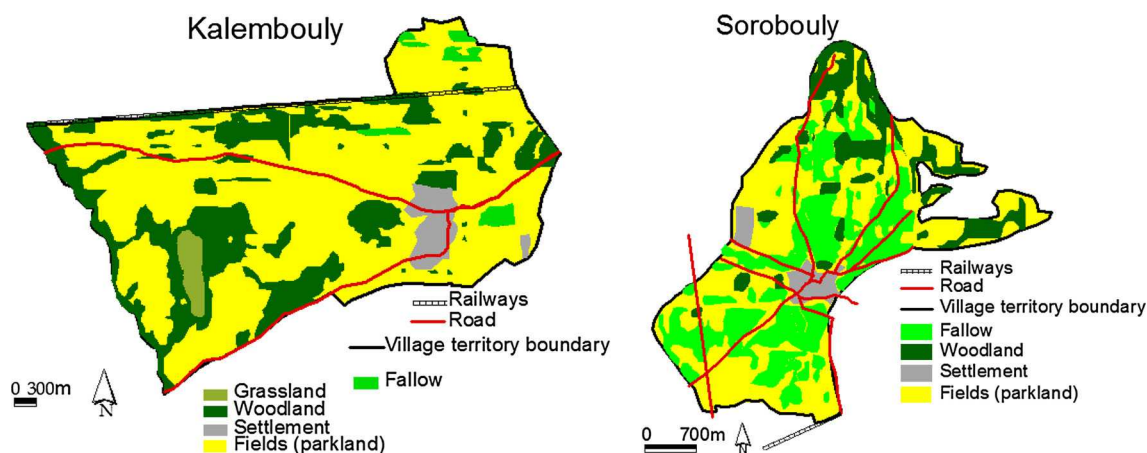 Kalembouly
Railways
Road
Village territory boundary
Fallow
Grassland
Woodland
Settlement
Fields (parkland)
0 300m
N
Sorobouly
Railways
Road
Village territory boundary
Fallow
Woodland
Settlement
Fields (parkland)
0 700m
N